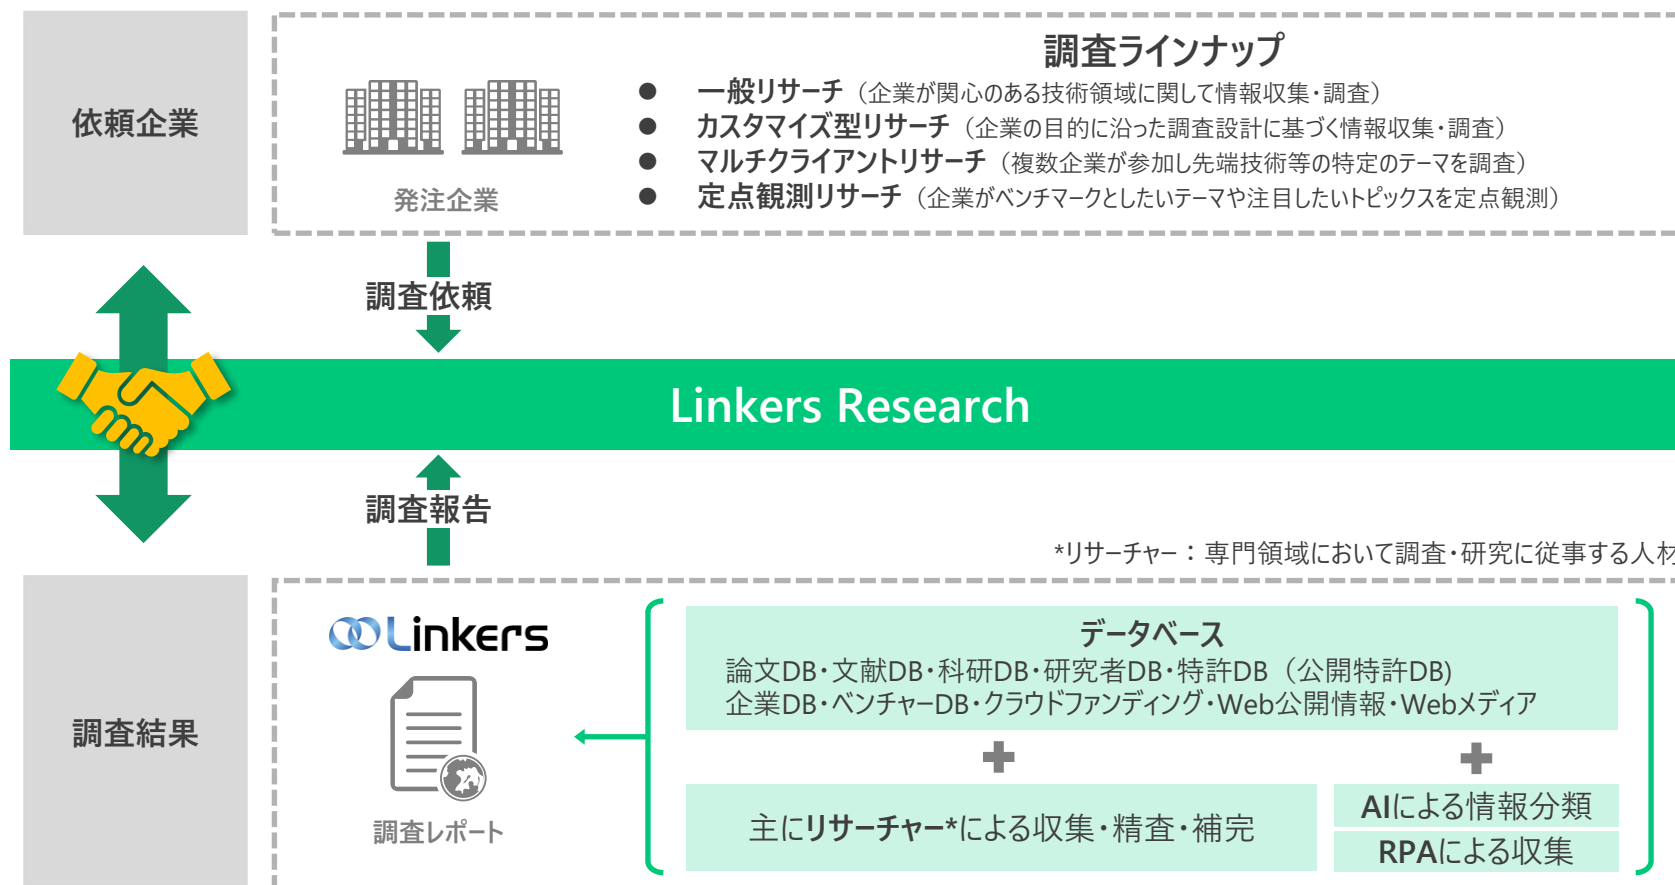 依頼企業
発注企業
調査ラインナップ
● 一般リサーチ（企業が関心のある技術領域に関して情報収集・調査）
● カスタマイズ型リサーチ（企業の目的に沿った調査設計に基づく情報収集・調査）
● マルチクライアントリサーチ（複数企業が参加し先端技術等の特定のテーマを調査）
● 定点観測リサーチ（企業がベンチマークとしたいテーマや注目したいトピックスを定点観測）
調査依頼
Linkers Research
調査報告
*リサーチャー：専門領域において調査・研究に従事する人材
調査結果
Linkers
調査レポート
データベース
論文DB・文献DB・科研DB・研究者DB・特許DB（公開特許DB)
企業DB・ベンチャーDB・クラウドファンディング・Web公開情報・Webメディア
主にリサーチャー*による収集・精査・補完
AIによる情報分類
RPAによる収集